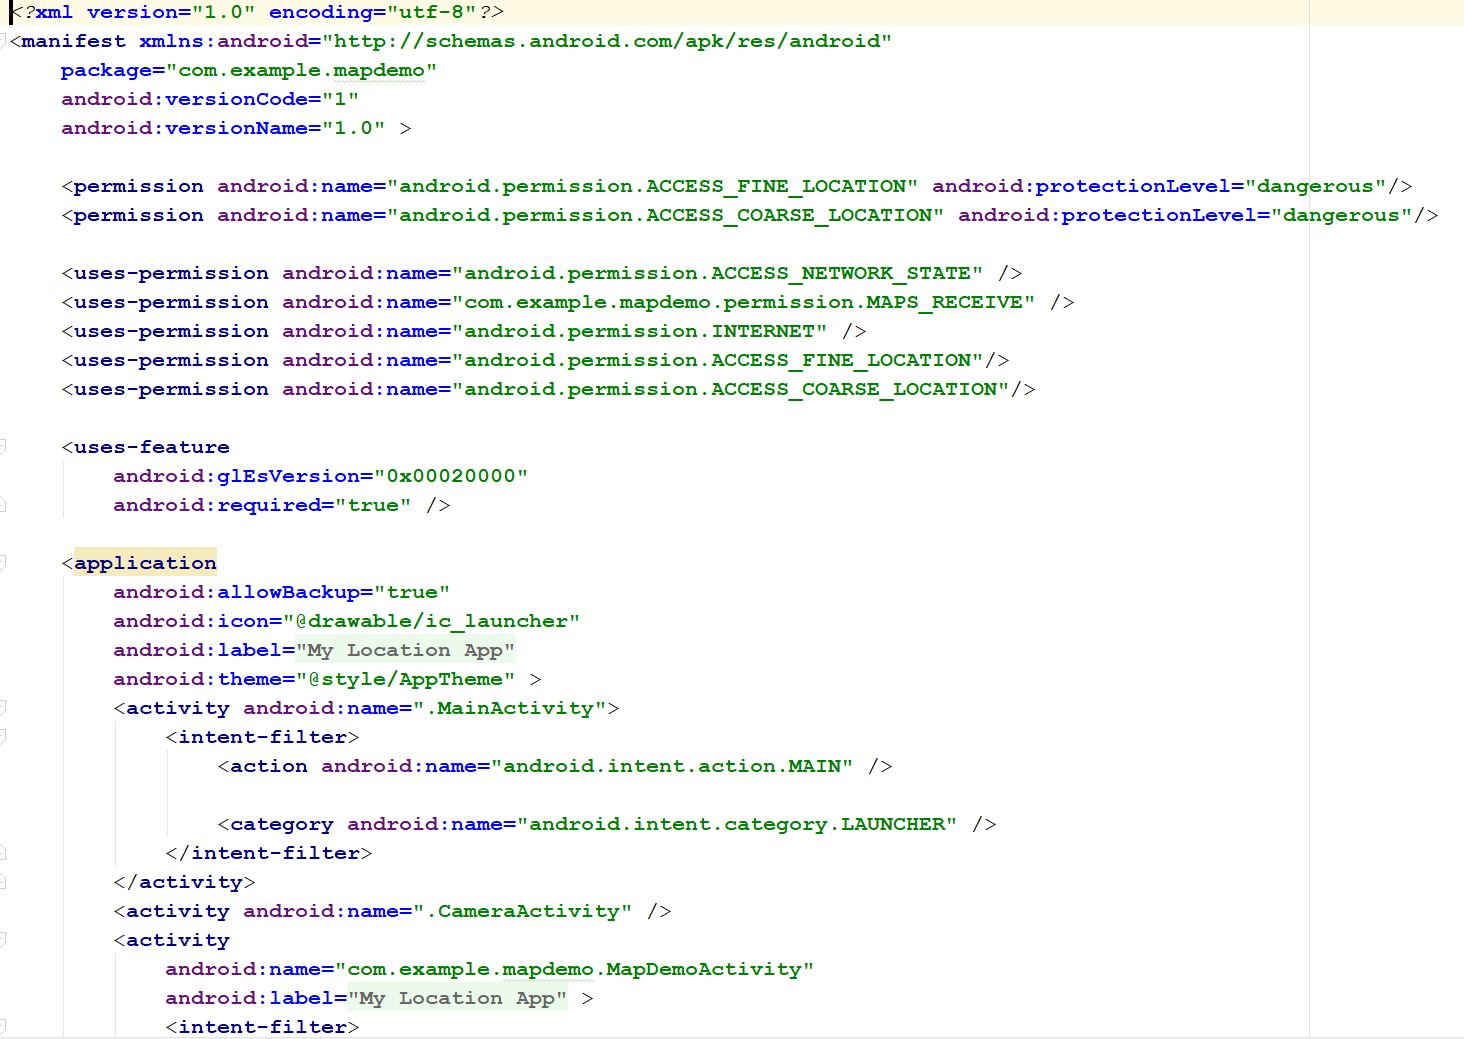 <?xml version="1.0" encoding="utf-8"?>
<manifest xmlns:android="http://schemas.android.com/apk/res/android"
    package="com.example.mapdemo"
    android:versionCode="1"
    android:versionName="1.0" >
    <permission android:name="android.permission.ACCESS_FINE_LOCATION" android:protectionLevel="dangerous"/>
    <permission android:name="android.permission.ACCESS_COARSE_LOCATION" android:protectionLevel="dangerous"/>
    <uses-permission android:name="android.permission.ACCESS_NETWORK_STATE" />
    <uses-permission android:name="com.example.mapdemo.permission.MAPS_RECEIVE" />
    <uses-permission android:name="android.permission.INTERNET" />
    <uses-permission android:name="android.permission.ACCESS_FINE_LOCATION"/>
    <uses-permission android:name="android.permission.ACCESS_COARSE_LOCATION"/>
    <uses-feature
        android:glEsVersion="0x00020000"
        android:required="true" />
    <application
        android:allowBackup="true"
        android:icon="@drawable/ic_launcher"
        android:label="My Location App"
        android:theme="@style/AppTheme" >
        <activity android:name=".MainActivity">
            <intent-filter>
                <action android:name="android.intent.action.MAIN" />
                <category android:name="android.intent.category.LAUNCHER" />
            </intent-filter>
        </activity>
        <activity android:name=".CameraActivity" />
        <activity
            android:name="com.example.mapdemo.MapDemoActivity"
            android:label="My Location App" >
            <intent-filter>